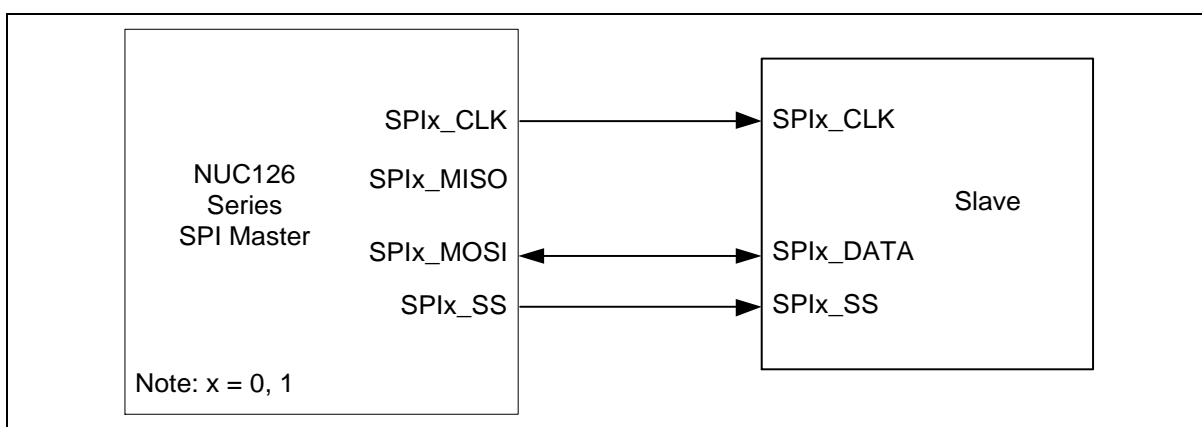 NUC126
Series
SPI Master
SPIx_CLK
SPIx_MISO
SPIx_MOSI
SPIx_SS
Note: x = 0, 1
SPIx_CLK
SPIx_DATA
SPIx_SS
Slave